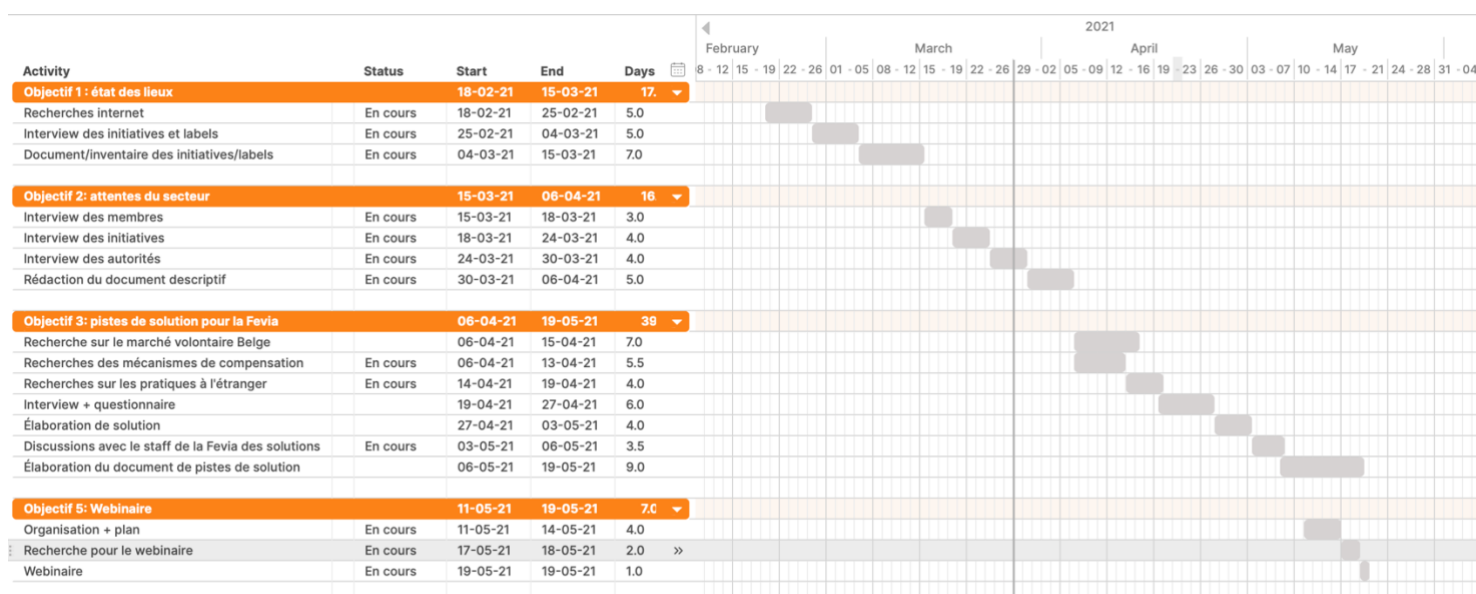 2021
February March April May
Activity Status Start End Days 8 - 12 15 - 19 22 - 26 01 - 05 08 - 12 15 - 19 22 - 26 29 - 02 05 - 09 12 - 16 19 - 23 26 - 30 03 - 07 10 - 14 17 - 21 24 - 28 31 - 04
Objectif 1 : état des lieux 18-02-21 15-03-21 17.
Recherches internet En cours 18-02-21 25-02-21 5.0
Interview des initiatives et labels En cours 25-02-21 04-03-21 5.0
Document/inventaire des initiatives/labels En cours 04-03-21 15-03-21 7.0
Objectif 2: attentes du secteur 15-03-21 06-04-21 16
Interview des membres En cours 15-03-21 18-03-21 3.0
Interview des initiatives En cours 18-03-21 24-03-21 4.0
Interview des autorités En cours 24-03-21 30-03-21 4.0
Rédaction du document descriptif En cours 30-03-21 06-04-21 5.0
Objectif 3: pistes de solution pour la Fevia 06-04-21 19-05-21 39
Recherche sur le marché volontaire Belge 06-04-21 15-04-21 7.0
Recherches des mécanismes de compensation En cours 06-04-21 13-04-21 5.5
Recherches sur les pratiques à l'étranger En cours 14-04-21 19-04-21 4.0
Interview + questionnaire 19-04-21 27-04-21 6.0
Élaboration de solution 27-04-21 03-05-21 4.0
Discussions avec le staff de la Fevia des solutions En cours 03-05-21 06-05-21 3.5
Élaboration du document de pistes de solution 06-05-21 19-05-21 9.0
Objectif 5: Webinaire 11-05-21 19-05-21 7.0
Organisation + plan En cours 11-05-21 14-05-21 4.0
Recherche pour le webinaire En cours 17-05-21 18-05-21 2.0 »
Webinaire En cours 19-05-21 19-05-21 1.0